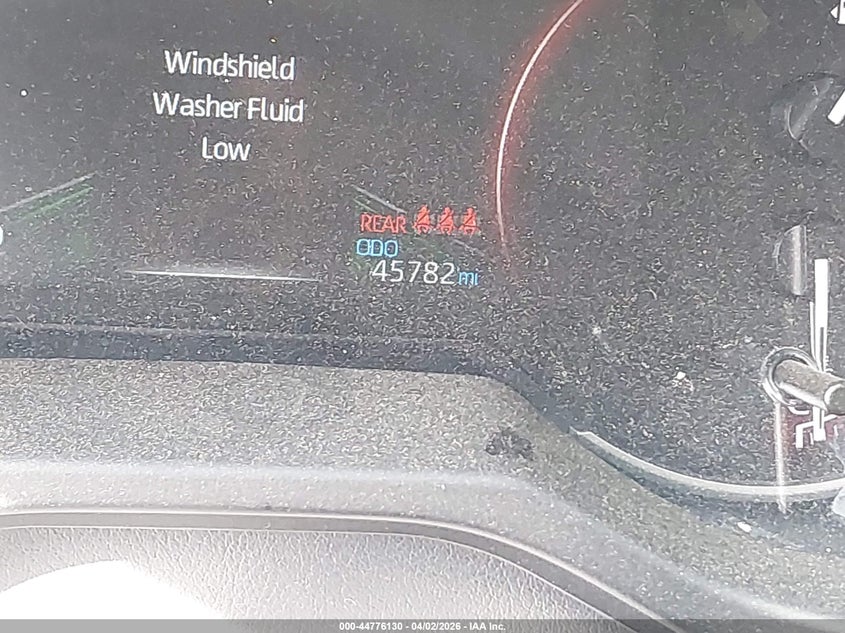 Windshield
Washer Fluid
Low
REAR
ODO
45782 mi
000-44776130 - 04/02/2026 - IAA Inc.